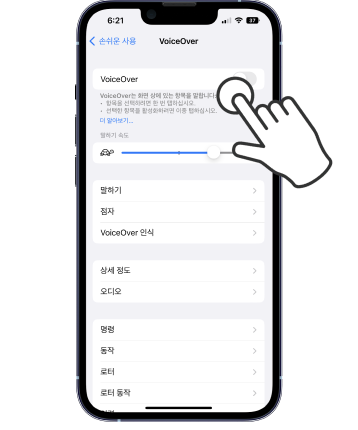 6:21
37
손쉬운 사용
VoiceOver
VoiceOver
VoiceOver는 화면 상에 있는 항목을 말합니다:
• 항목을 선택하려면 한 번 탭하십시오.
• 선택한 항목을 활성화하려면 이중 탭하십시오.
더 알아보기...
말하기 속도
말하기
점자
VoiceOver 인식
상세 정도
오디오
명령
동작
로터
로터 동작